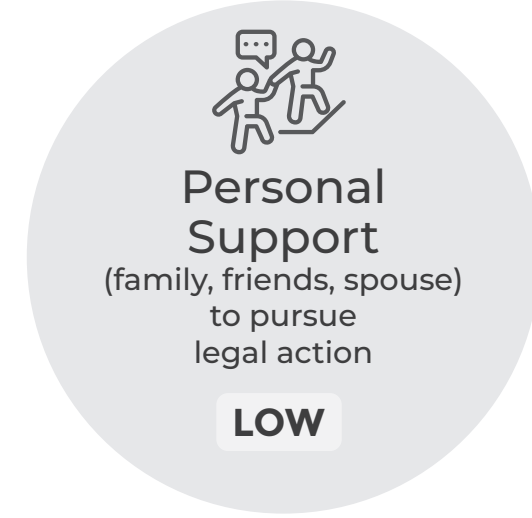 Personal
Support
(family, friends, spouse)
to pursue
legal action
LOW